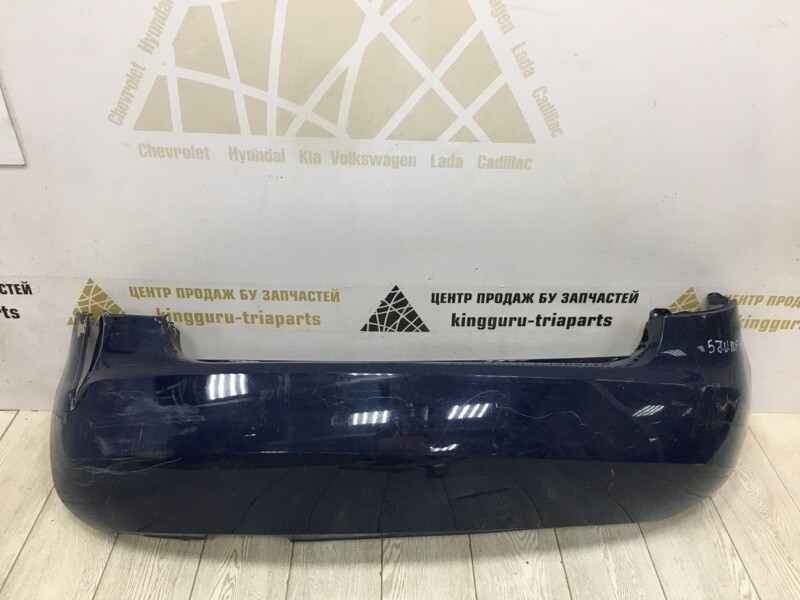 Chevrolet Hyundai
Volkswagen Lada Cadillac
Chevrolet Hyundai Kia Volkswagen Lada Cadillac
ЦЕНТР ПРОДАЖ БУ ЗАПЧАСТЕЙ
kingguru-triaparts
ЦЕНТР ПРОДАЖ БУ ЗАПЧАСТЕЙ
kingguru-triaparts